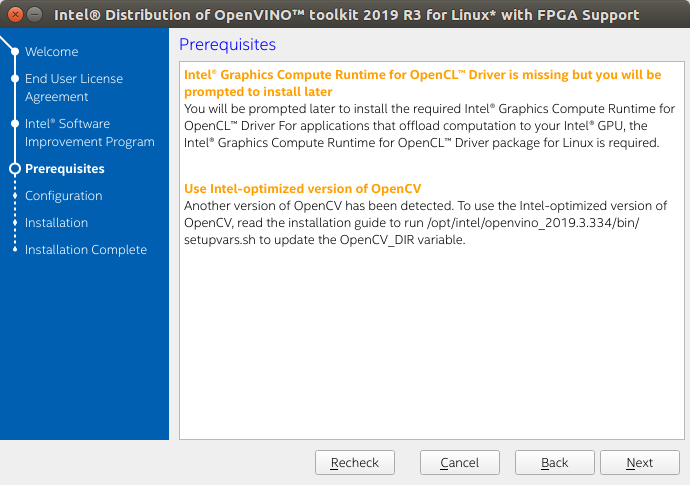 Intel® Distribution of OpenVINO™ toolkit 2019 R3 for Linux* with FPGA Support
Welcome
End User License
Agreement
Intel® Software
Improvement Program
Prerequisites
Configuration
Installation
Installation Complete
Prerequisites
Intel® Graphics Compute Runtime for OpenCL™ Driver is missing but you will be
prompted to install later
You will be prompted later to install the required Intel® Graphics Compute Runtime for
OpenCL™ Driver For applications that offload computation to your Intel® GPU, the
Intel® Graphics Compute Runtime for OpenCL™ Driver package for Linux is required.
Use Intel-optimized version of OpenCV
Another version of OpenCV has been detected. To use the Intel-optimized version of
OpenCV, read the installation guide to run /opt/intel/openvino_2019.3.334/bin/
setupvars.sh to update the OpenCV_DIR variable.
Recheck
Cancel
Back
Next